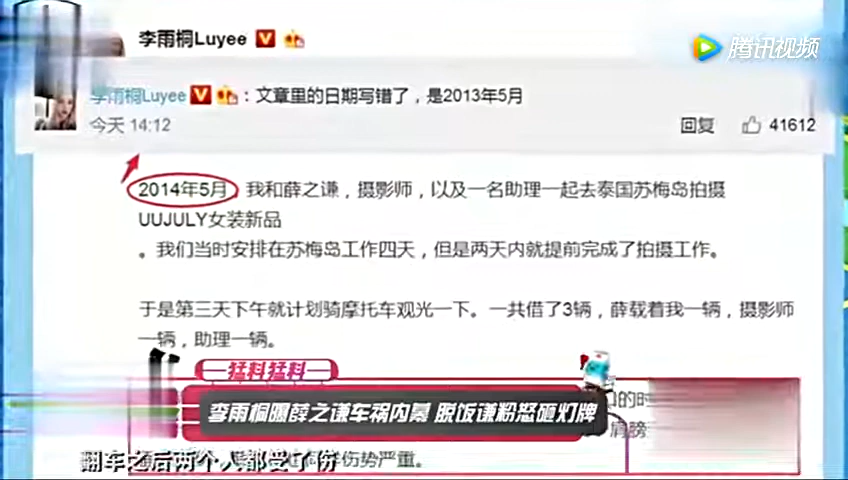 李雨桐Luyee
腾讯视频
李雨桐Luyee：文章里的日期写错了，是2013年5月
今天 14:12
回复 41612
2014年5月，我和薛之谦，摄影师，以及一名助理一起去泰国苏梅岛拍摄
UUJULY女装新品
。我们当时安排在苏梅岛工作四天，但是两天内就提前完成了拍摄工作。
于是第三天下午就计划骑摩托车观光一下。一共借了3辆，薛载着我一辆，摄影师
一辆，助理一辆。
猛料猛料
李雨桐曝薛之谦车祸内幕 脱饭谦粉怒砸灯牌
肩膀
伤势严重。
翻车之后两个人都受了伤